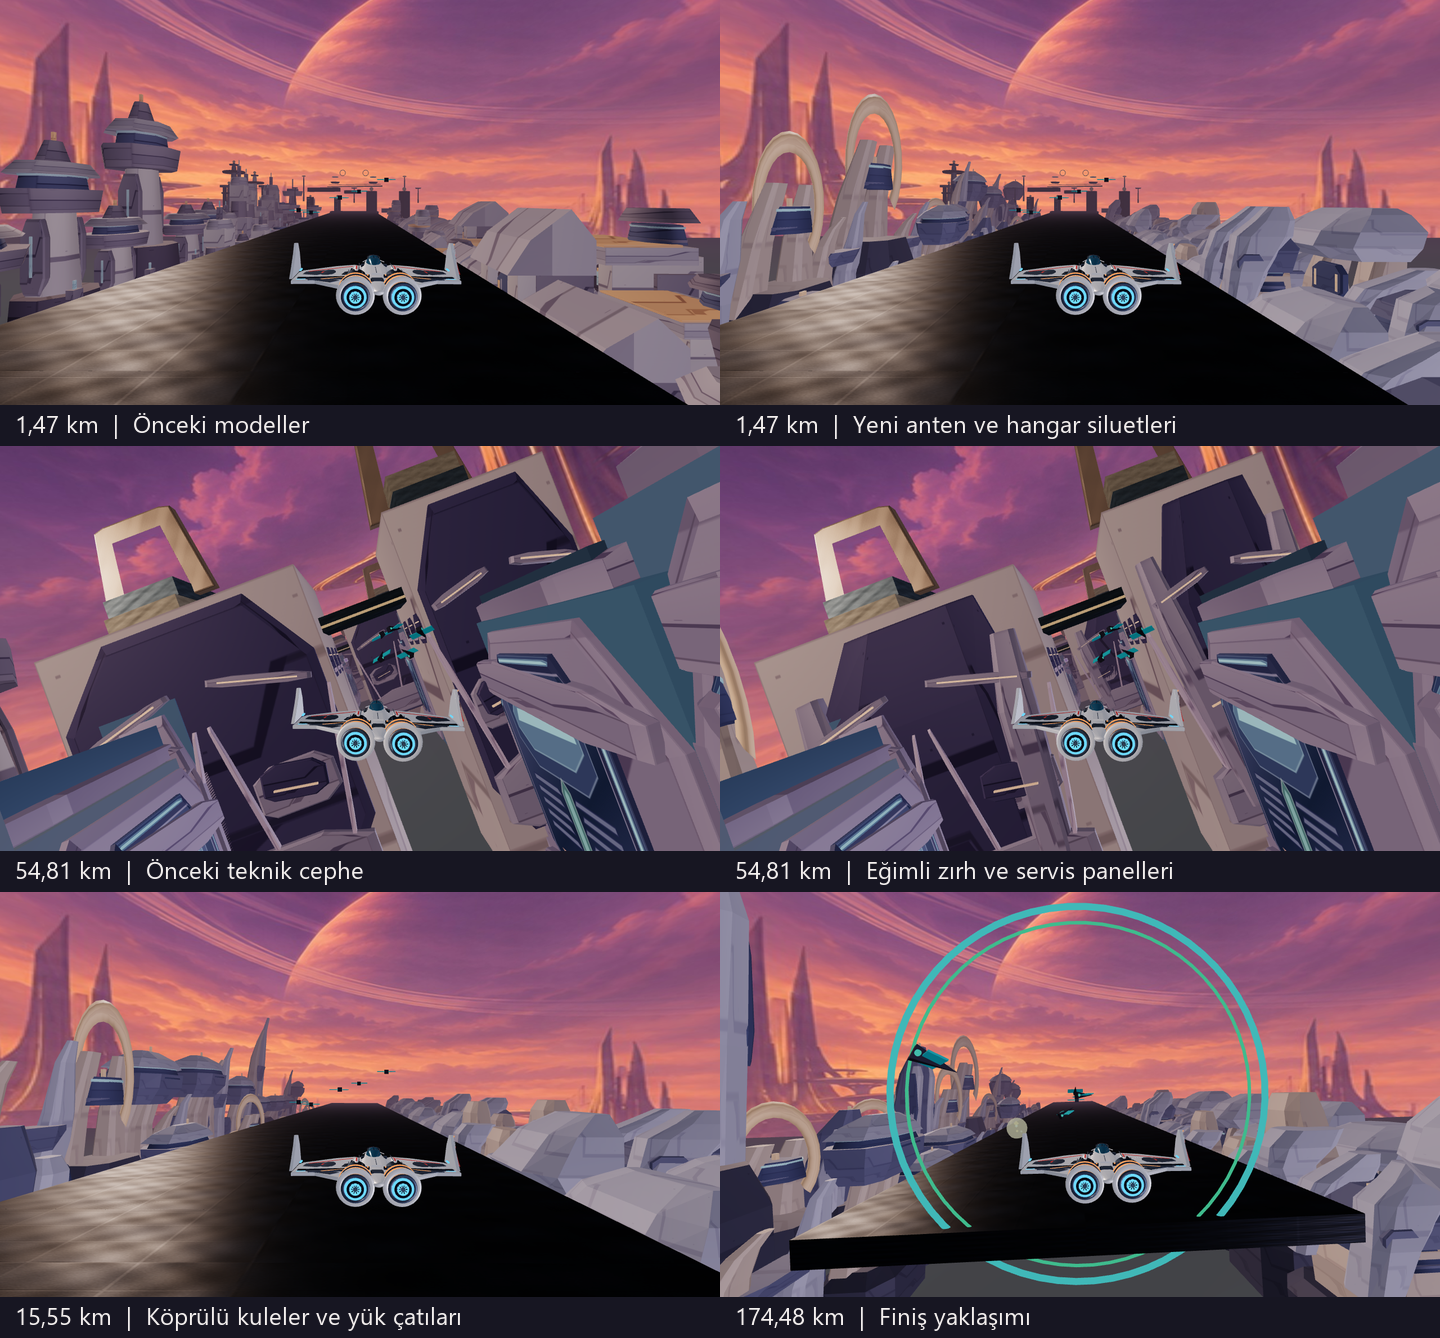 1,47 km | Önceki modeller
1,47 km | Yeni anten ve hangar siluetleri
54,81 km | Önceki teknik cephe
54,81 km | Eğimli zırh ve servis panelleri
15,55 km | Köprülü kuleler ve yük çatıları
174,48 km | Finiş yaklaşımı